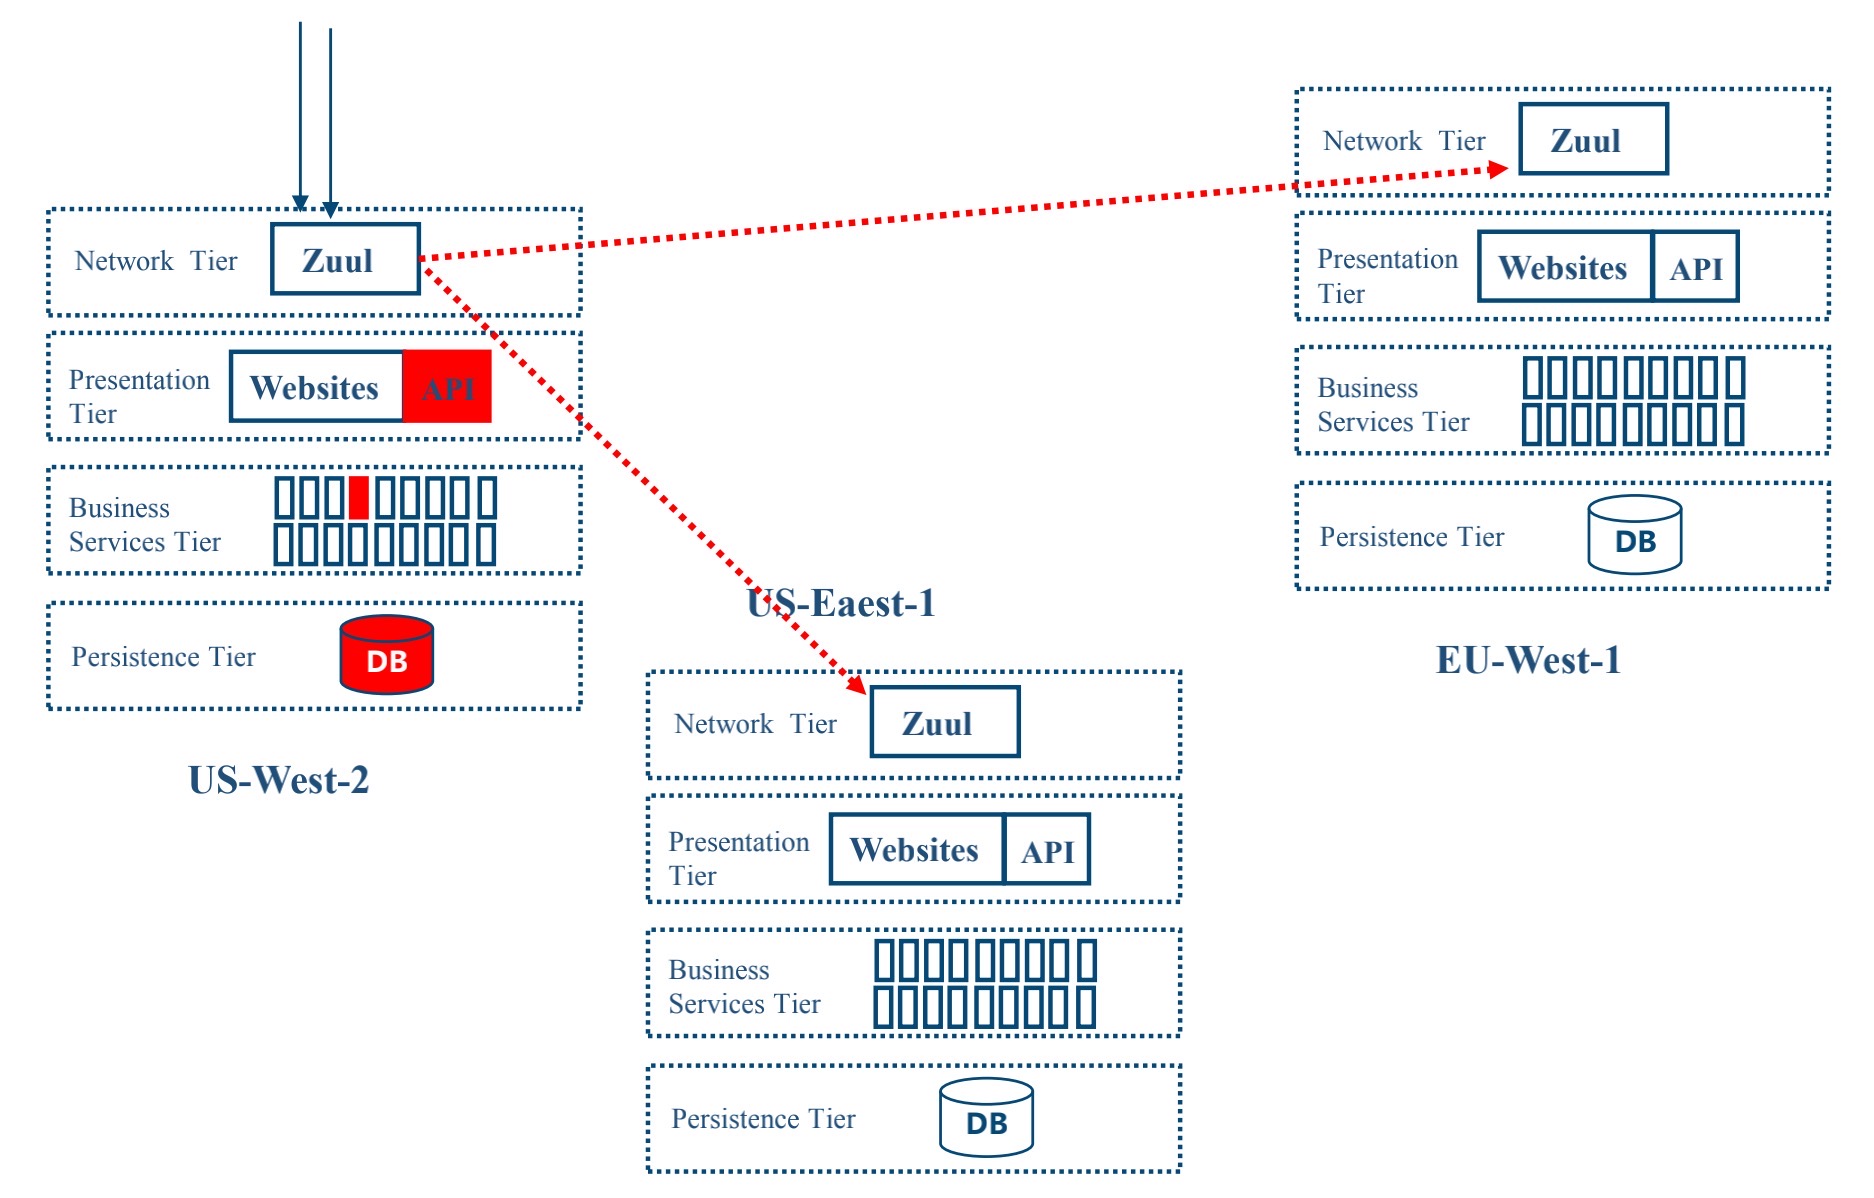 Network Tier
Zuul
Presentation
Tier
Websites
API
Business
Services Tier
Persistence Tier
DB
US-West-2
US-Eaest-1
Network Tier
Zuul
Presentation
Tier
Websites
API
Business
Services Tier
Persistence Tier
DB
Network Tier
Zuul
Presentation
Tier
Websites
API
Business
Services Tier
Persistence Tier
DB
EU-West-1